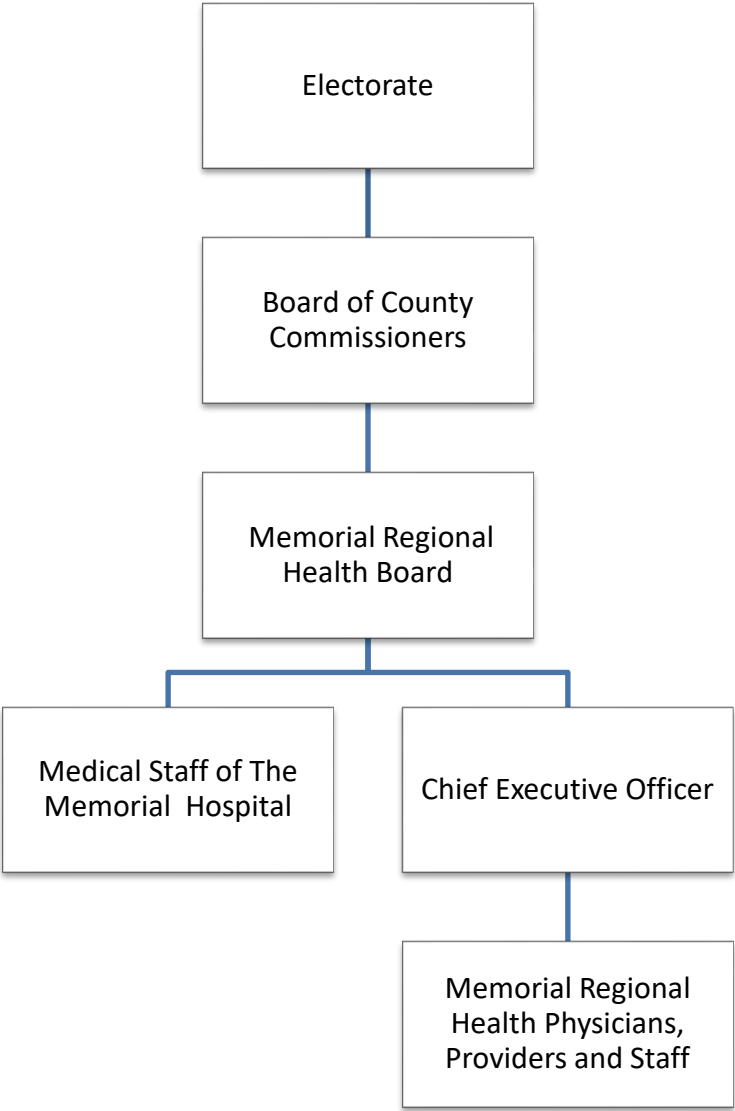 Electorate
Board of County
Commissioners
Memorial Regional
Health Board
Medical Staff of The
Memorial  Hospital
Chief Executive Officer
Memorial Regional
Health Physicians,
Providers and Staff